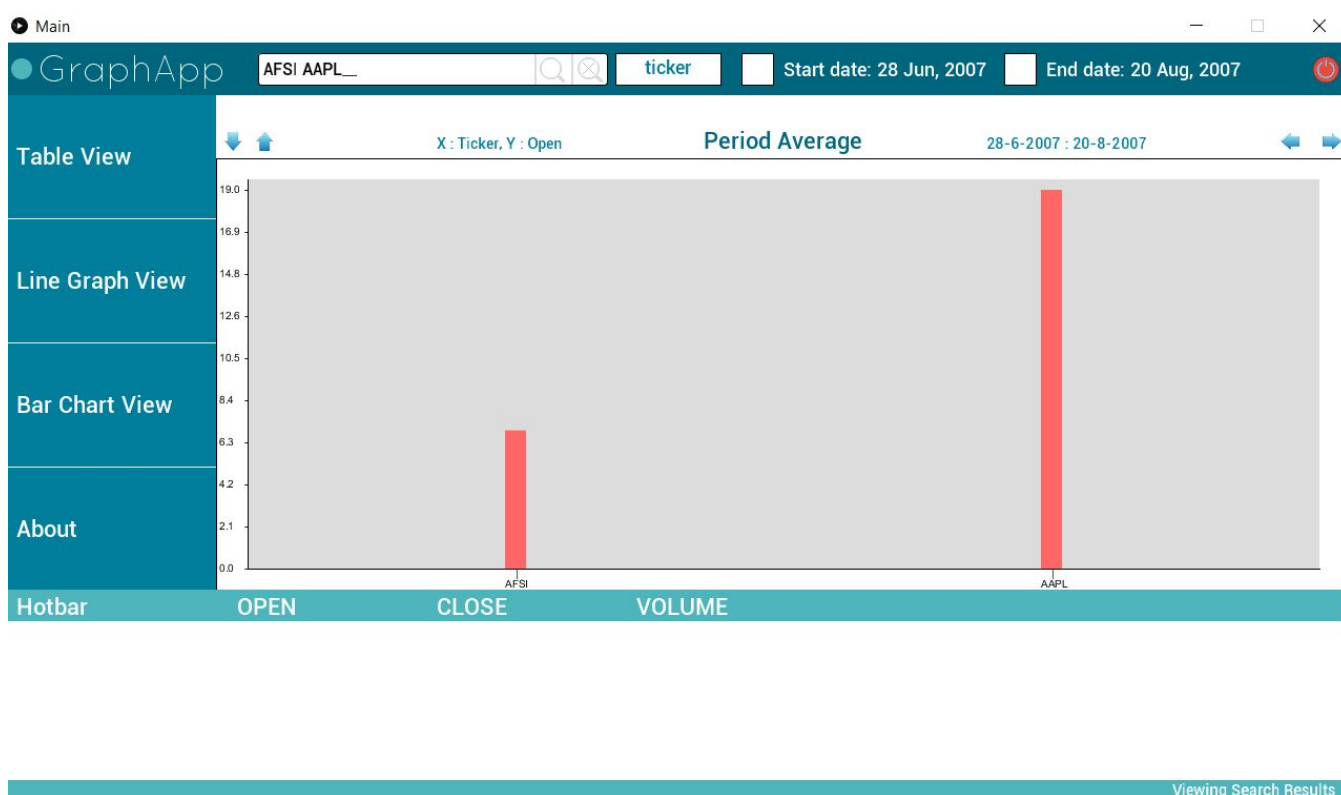 Main
GraphApp AFSI AAPL__ ticker Start date: 28 Jun, 2007 End date: 20 Aug, 2007
Table View
Line Graph View
Bar Chart View
About
X : Ticker, Y : Open Period Average 28-6-2007 : 20-8-2007
19.0
16.9
14.8
12.6
10.5
8.4
6.3
4.2
2.1
0.0
AFSI AAPL
Hotbar OPEN CLOSE VOLUME
Viewing Search Results